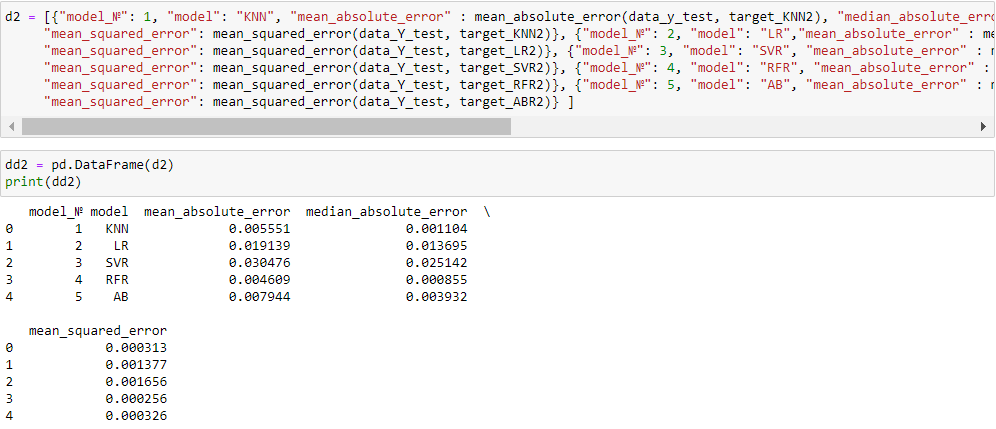 d2 = [{"model_№": 1, "model": "KNN", "mean_absolute_error" : mean_absolute_error(data_y_test, target_KNN2), "median_absolute_erro
"mean_squared_error": mean_squared_error(data_Y_test, target_KNN2)}, {"model_№": 2, "model": "LR","mean_absolute_error" : me
"mean_squared_error": mean_squared_error(data_Y_test, target_LR2)}, {"model_№": 3, "model": "SVR", "mean_absolute_error" : m
"mean_squared_error": mean_squared_error(data_Y_test, target_SVR2)}, {"model_№": 4, "model": "RFR", "mean_absolute_error" :
"mean_squared_error": mean_squared_error(data_Y_test, target_RFR2)}, {"model_№": 5, "model": "AB", "mean_absolute_error" : m
"mean_squared_error": mean_squared_error(data_Y_test, target_ABR2)} ]
dd2 = pd.DataFrame(d2)
print(dd2)
model_№ model mean_absolute_error median_absolute_error \
0 1 KNN 0.005551 0.001104
1 2 LR 0.019139 0.013695
2 3 SVR 0.030476 0.025142
3 4 RFR 0.004609 0.000855
4 5 AB 0.007944 0.003932
mean_squared_error
0 0.000313
1 0.001377
2 0.001656
3 0.000256
4 0.000326